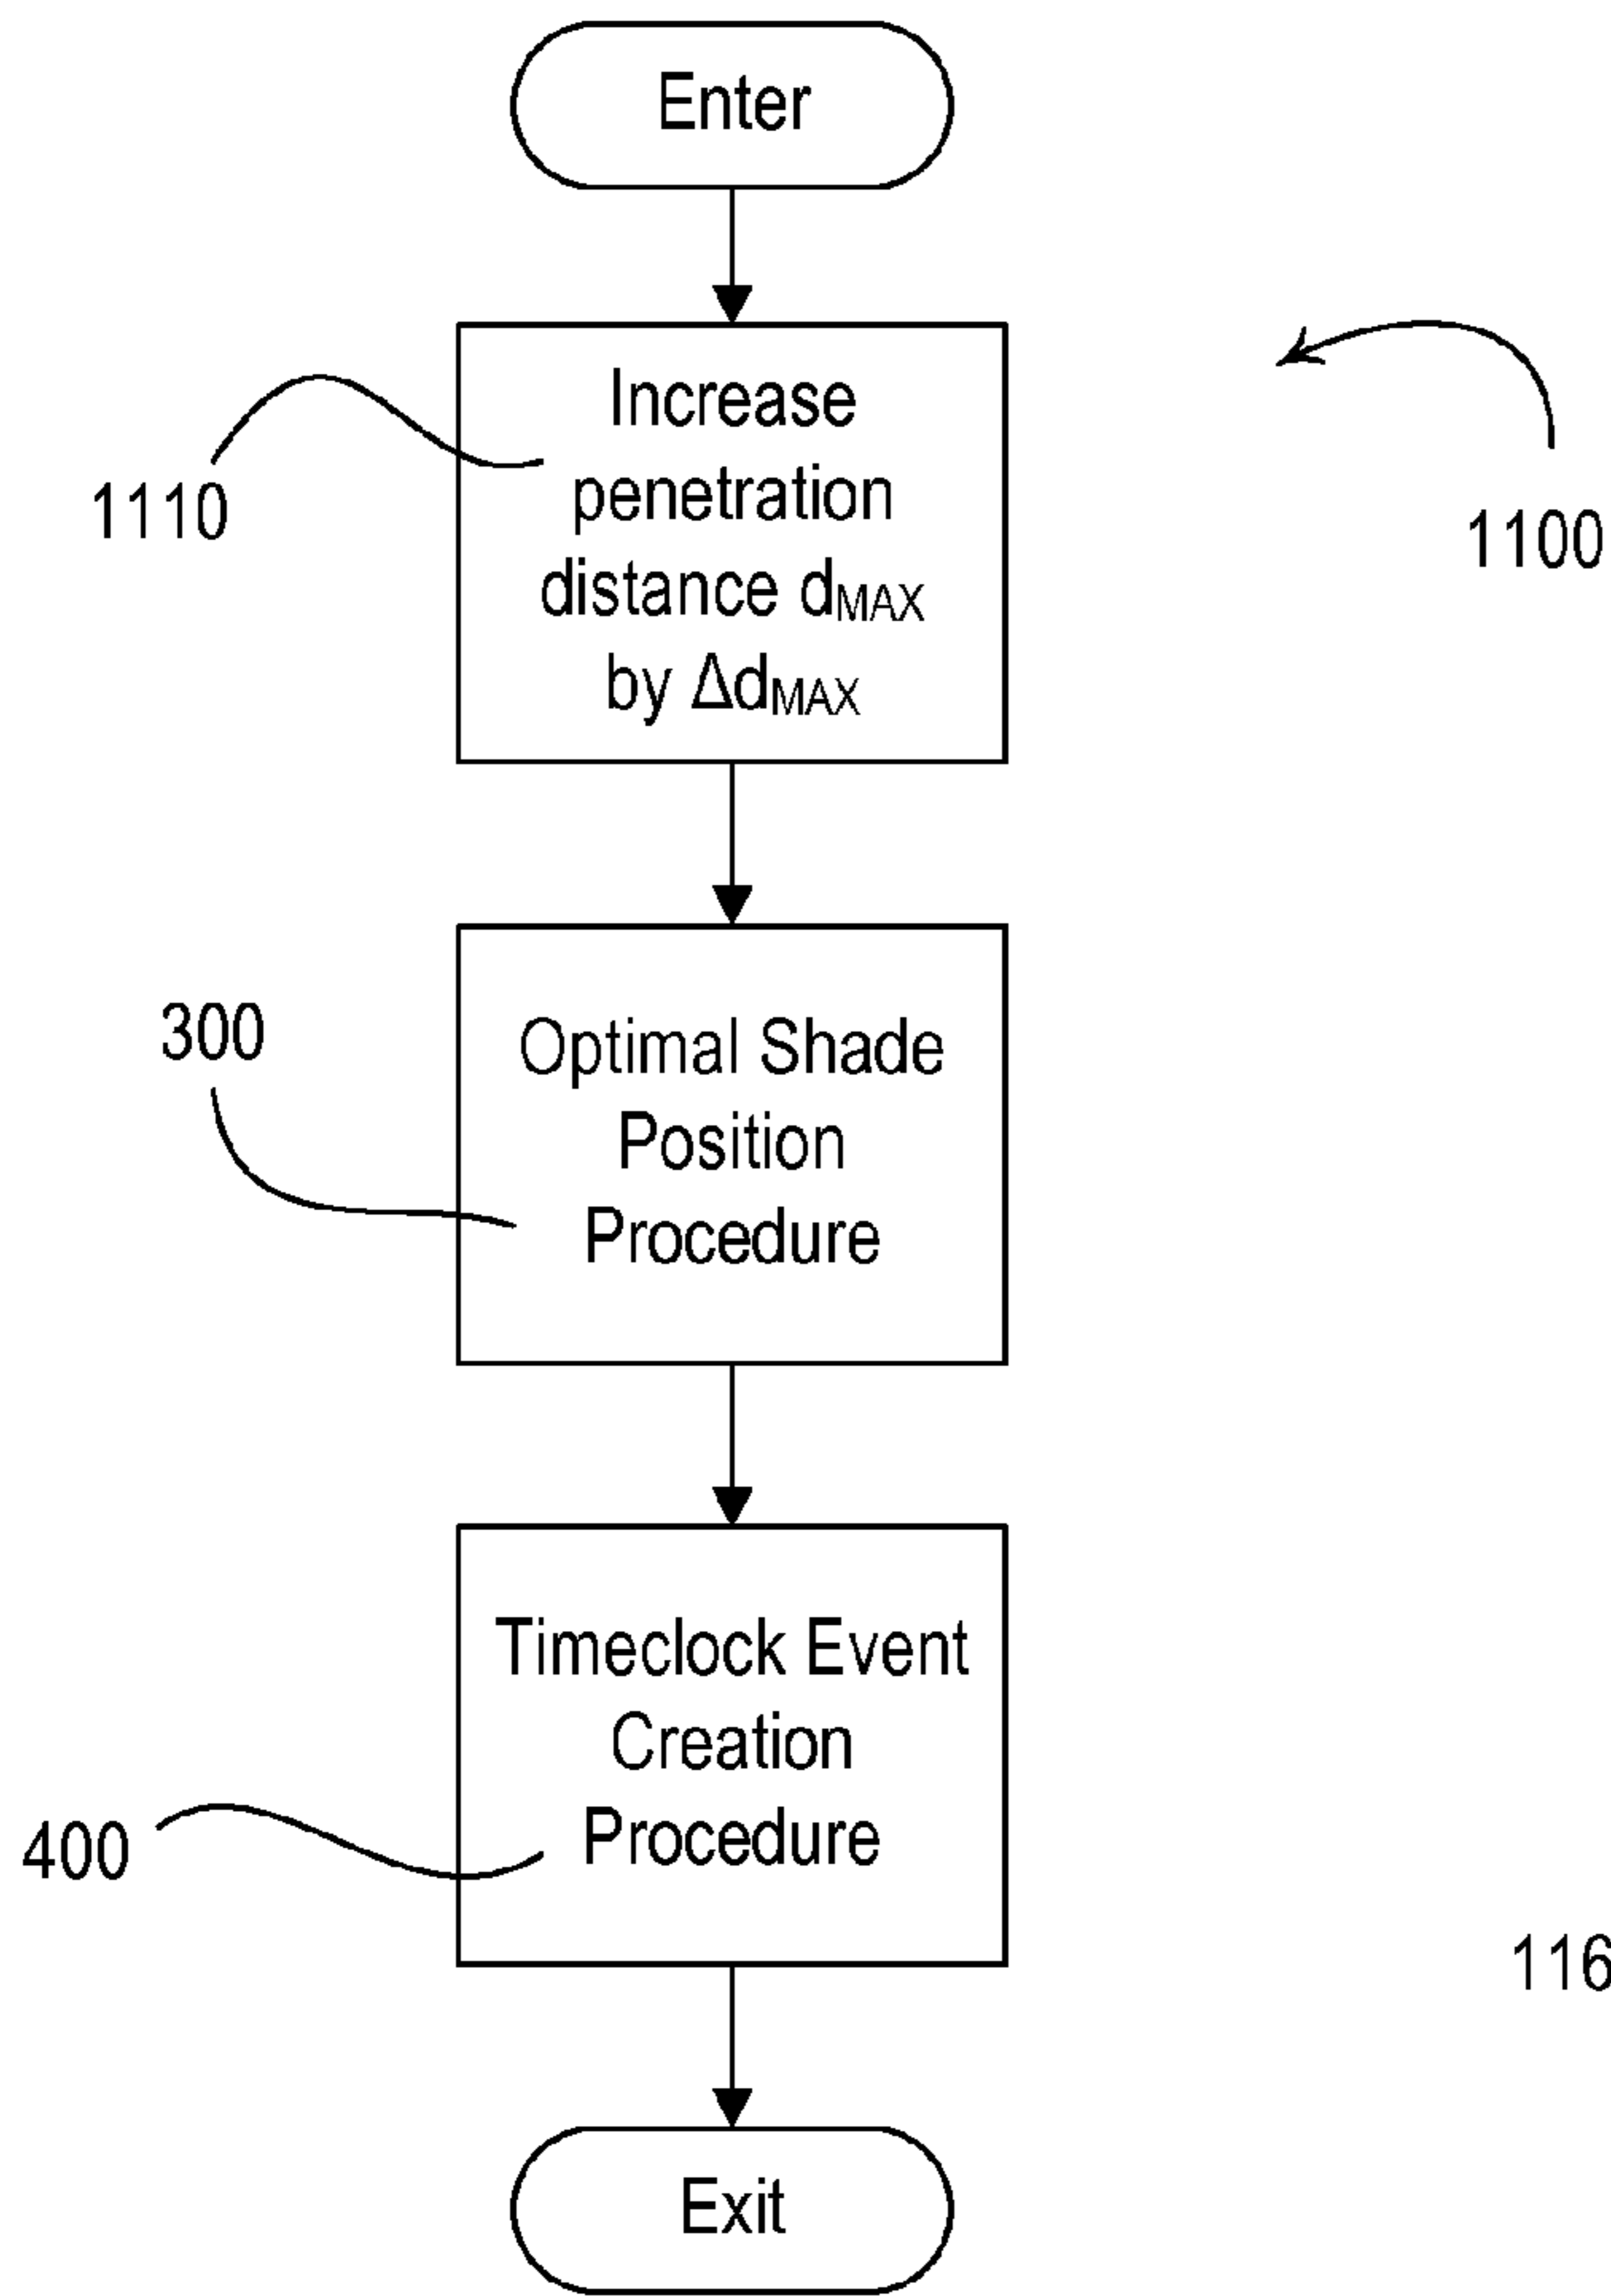 Enter
Increase
penetration
distance dMAX
by ΔdMAX
1110
1100
Optimal Shade
Position
Procedure
300
Timeclock Event
Creation
Procedure
400
116
Exit